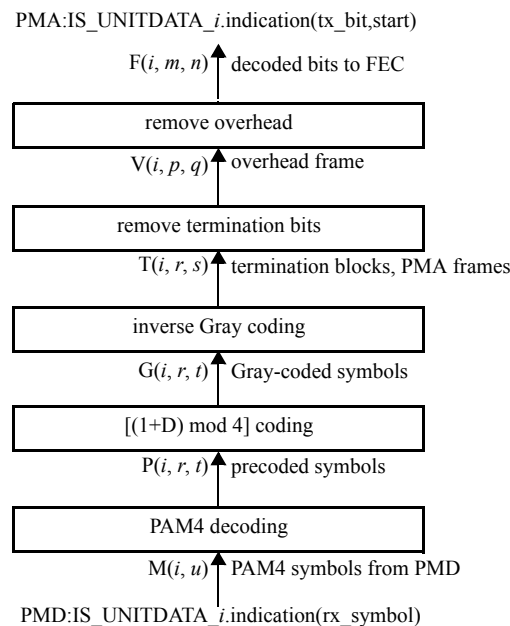 PMA:IS_UNITDATA_i.indication(tx_bit,start)
F(i, m, n) decoded bits to FEC
remove overhead
V(i, p, q) overhead frame
remove termination bits
T(i, r, s) termination blocks, PMA frames
inverse Gray coding
G(i, r, t) Gray-coded symbols
[(1+D) mod 4] coding
P(i, r, t) precoded symbols
PAM4 decoding
M(i, u) PAM4 symbols from PMD
PMD:IS_UNITDATA_i.indication(rx_symbol)